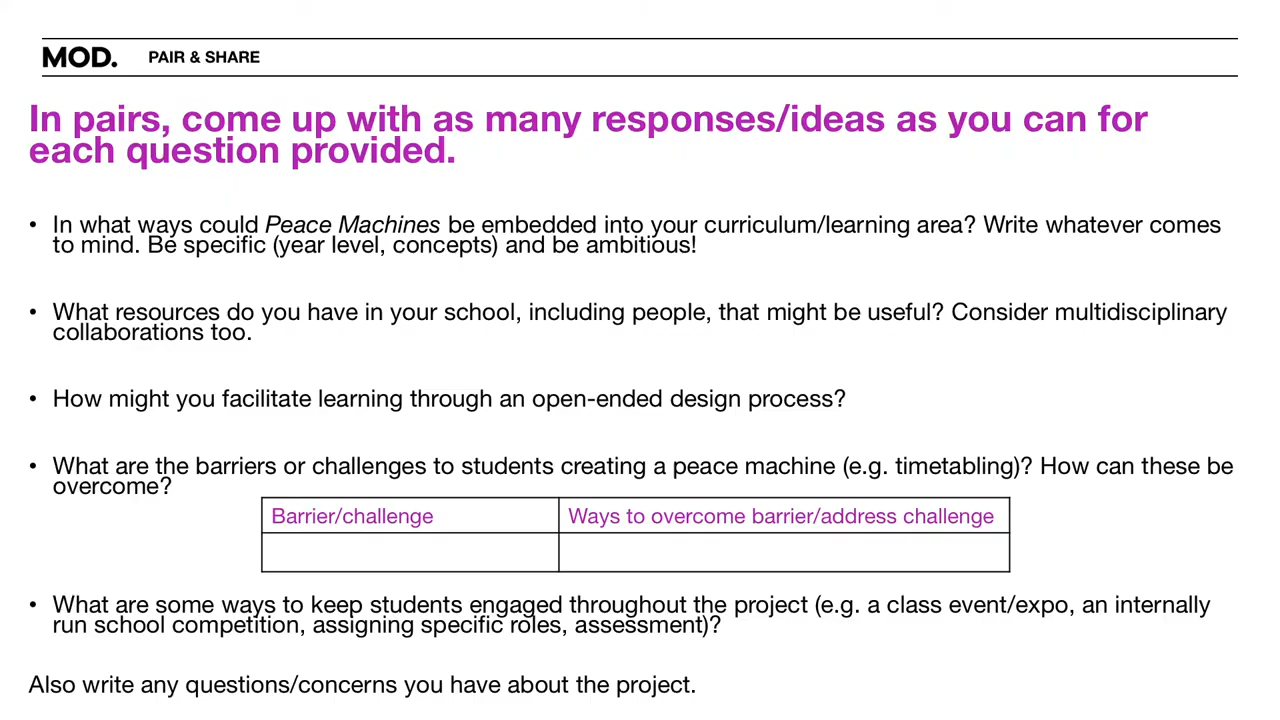 MOD. PAIR & SHARE
In pairs, come up with as many responses/ideas as you can for
each question provided.
• In what ways could Peace Machines be embedded into your curriculum/learning area? Write whatever comes
to mind. Be specific (year level, concepts) and be ambitious!
• What resources do you have in your school, including people, that might be useful? Consider multidisciplinary
collaborations too.
• How might you facilitate learning through an open-ended design process?
• What are the barriers or challenges to students creating a peace machine (e.g. timetabling)? How can these be
overcome?
Barrier/challenge Ways to overcome barrier/address challenge
• What are some ways to keep students engaged throughout the project (e.g. a class event/expo, an internally
run school competition, assigning specific roles, assessment)?
Also write any questions/concerns you have about the project.